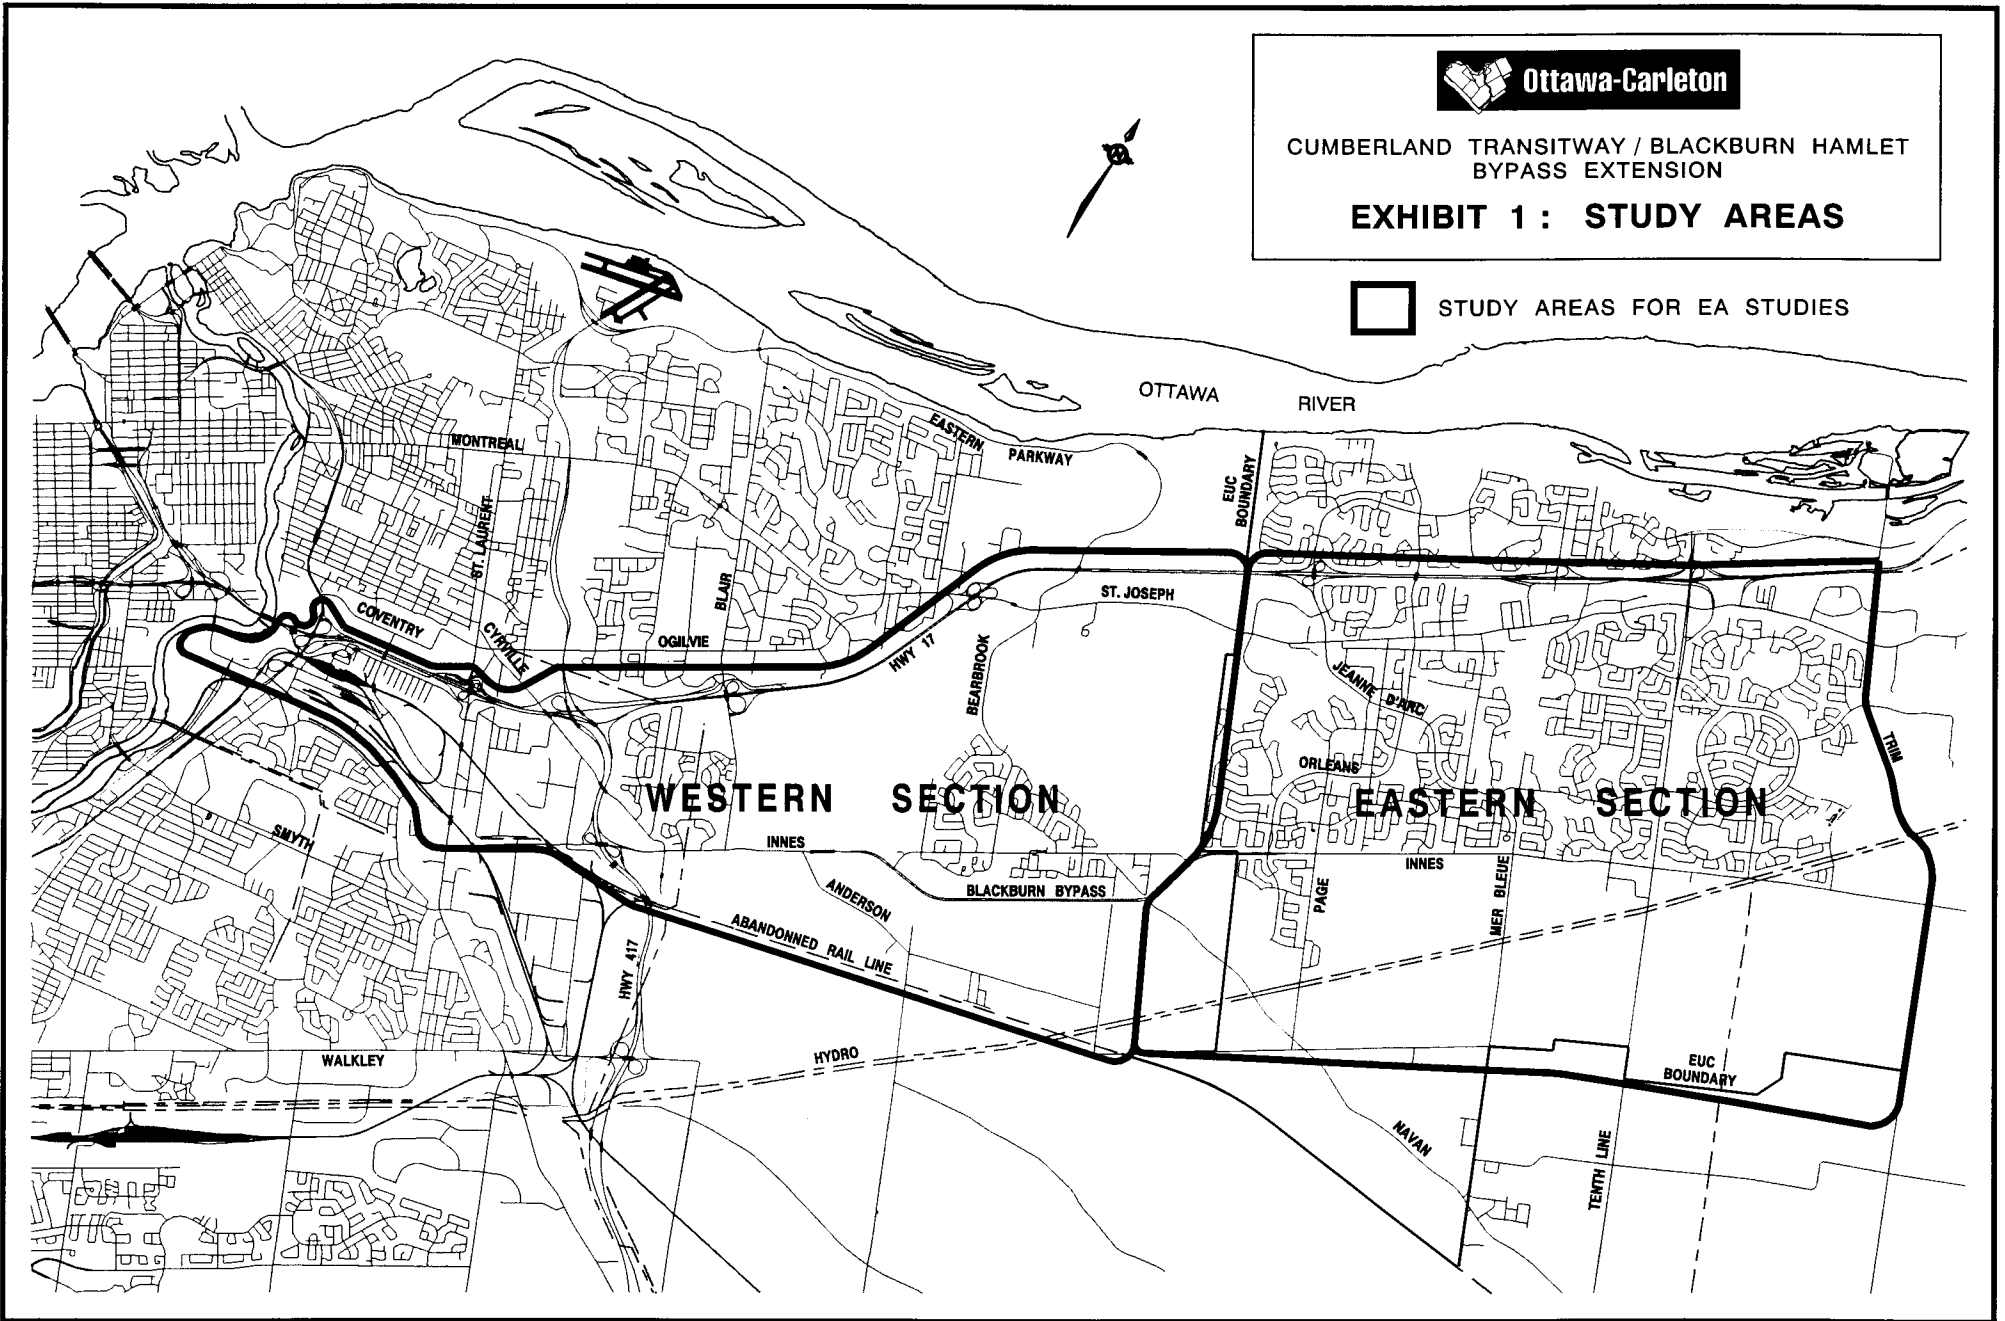 Ottawa-Carleton
CUMBERLAND TRANSITWAY / BLACKBURN HAMLET
BYPASS EXTENSION
EXHIBIT 1 : STUDY AREAS
STUDY AREAS FOR EA STUDIES
OTTAWA RIVER
MONTREAL
EASTERN PARKWAY
EUC
BOUNDARY
ST. LAURENT
BLAIR
COVENTRY
CYRVILLE
OGILVIE
HWY 17
ST. JOSEPH
BEARBROOK
JEANNE D'ARC
ORLEANS
TRIM
WESTERN SECTION
EASTERN SECTION
SMYTH
INNES
INNES
ANDERSON
BLACKBURN BYPASS
PAGE
MER BLEUE
ABANDONNED RAIL LINE
HWY 417
WALKLEY
HYDRO
EUC
BOUNDARY
NAVAN
TENTH LINE